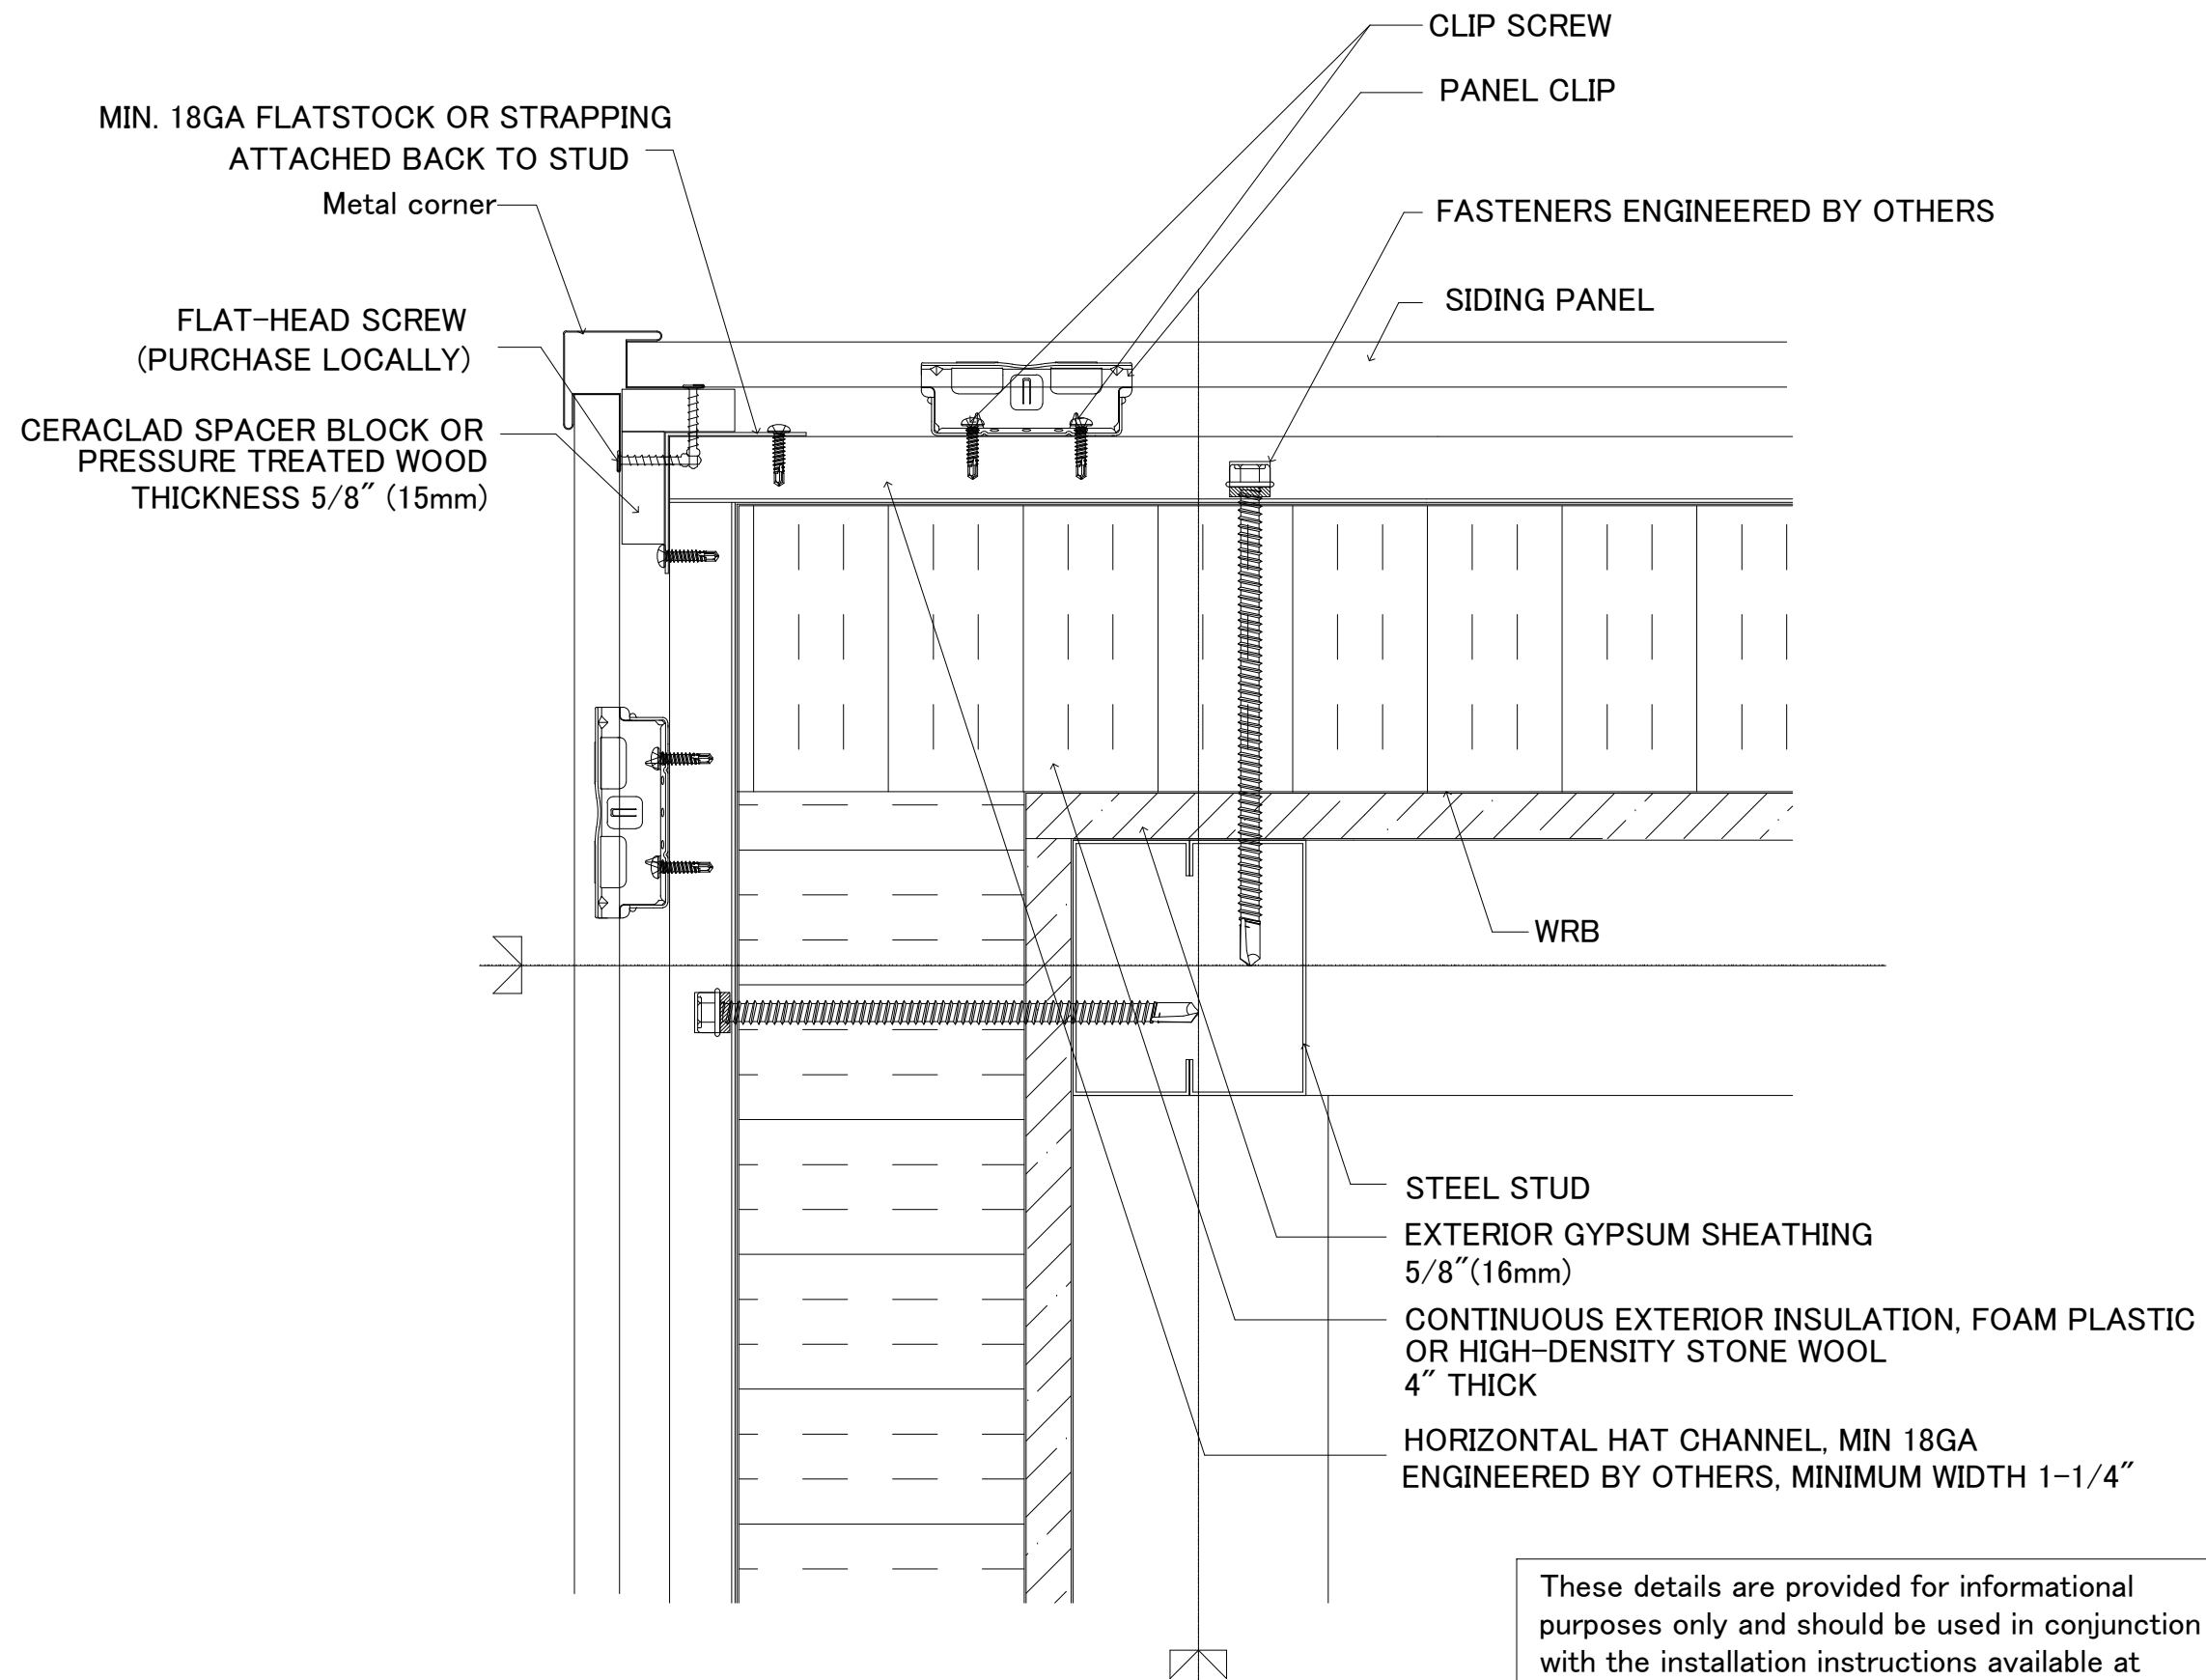 CLIP SCREW
PANEL CLIP
MIN. 18GA FLATSTOCK OR STRAPPING
ATTACHED BACK TO STUD
Metal corner
FASTENERS ENGINEERED BY OTHERS
SIDING PANEL
FLAT-HEAD SCREW
(PURCHASE LOCALLY)
CERACLAD SPACER BLOCK OR
PRESSURE TREATED WOOD
THICKNESS 5/8" (15mm)
WRB
STEEL STUD
EXTERIOR GYPSUM SHEATHING
5/8"(16mm)
CONTINUOUS EXTERIOR INSULATION, FOAM PLASTIC
OR HIGH-DENSITY STONE WOOL
4" THICK
HORIZONTAL HAT CHANNEL, MIN 18GA
ENGINEERED BY OTHERS, MINIMUM WIDTH 1-1/4"
These details are provided for informational
purposes only and should be used in conjunction
with the installation instructions available at